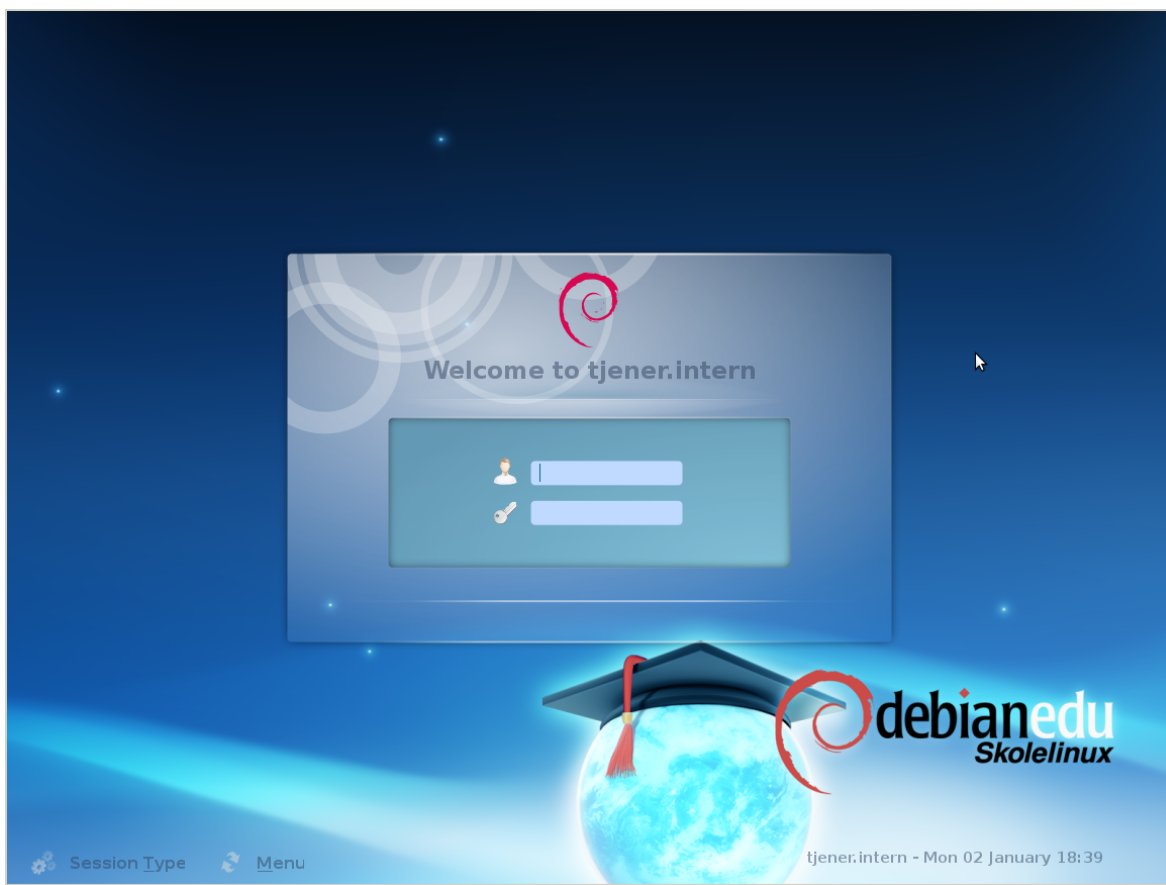 Welcome to tjener.intern
debianedu
Skolelinux
Session Type
Menu
tjener.intern - Mon 02 January 18:39